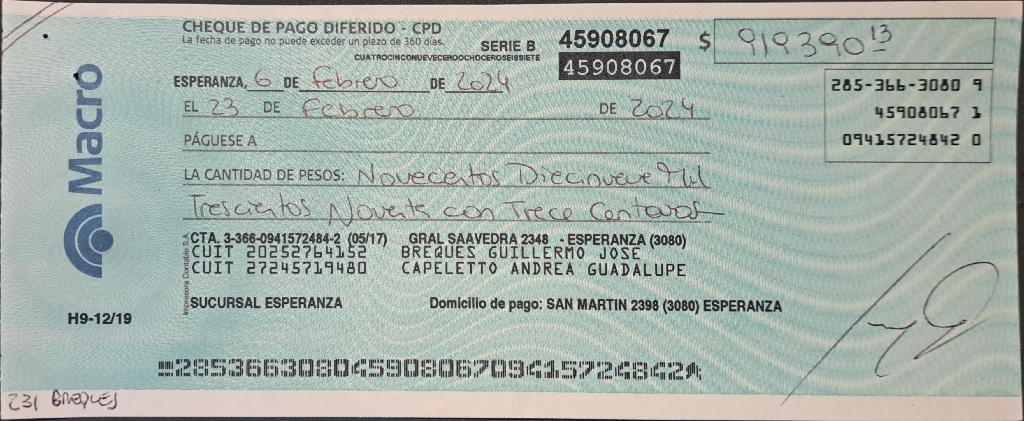 CHEQUE DE PAGO DIFERIDO - CPD
La fecha de pago no puede exceder un plazo de 360 días.
SERIE B 45908067 $ 919390 13
CUATROCINCONUEVECEROOCHOCEROSEISSIETE
45908067
ESPERANZA, 6 DE febrero DE 2024
285-366-3080 9
EL 23 DE Febrero DE 2024
45908067 1
PÁGUESE A
09415724842 0
LA CANTIDAD DE PESOS: Novecientos Diecinueve Mil
Trescientos Noventa con Trece Centavos
Macro
Impresora Contable S.A.
CTA. 3-366-0941572484-2 (05/17) GRAL SAAVEDRA 2348 - ESPERANZA (3080)
CUIT 20252764152 BREQUES GUILLERMO JOSE
CUIT 27245719480 CAPELETTO ANDREA GUADALUPE
SUCURSAL ESPERANZA Domicilio de pago: SAN MARTIN 2398 (3080) ESPERANZA
H9-12/19
28536630804590806709415724842
231 BREQUES